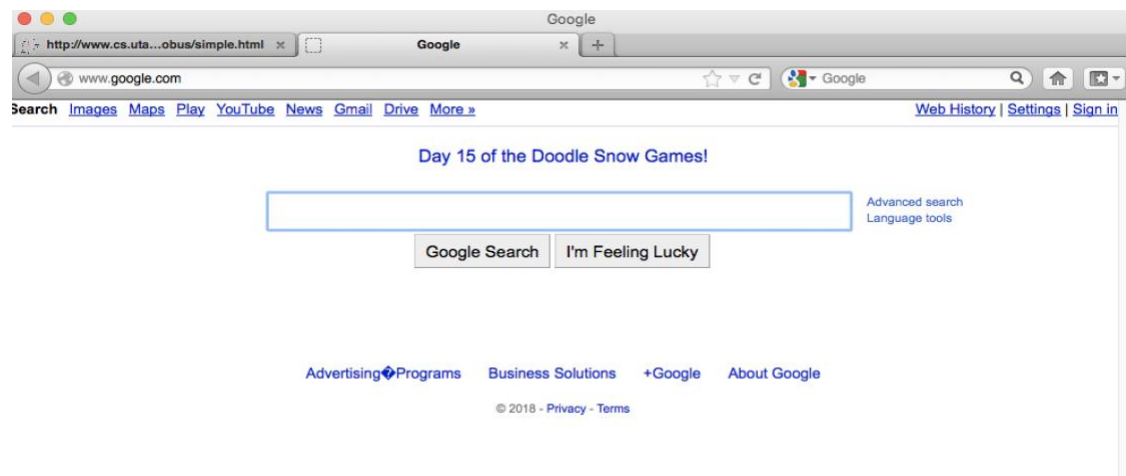 Google
http://www.cs.uta...obus/simple.html Google
www.google.com Google
Search Images Maps Play YouTube News Gmail Drive More » Web History | Settings | Sign in
Day 15 of the Doodle Snow Games!
Advanced search
Language tools
Google Search I'm Feeling Lucky
Advertising�Programs Business Solutions +Google About Google
© 2018 - Privacy - Terms